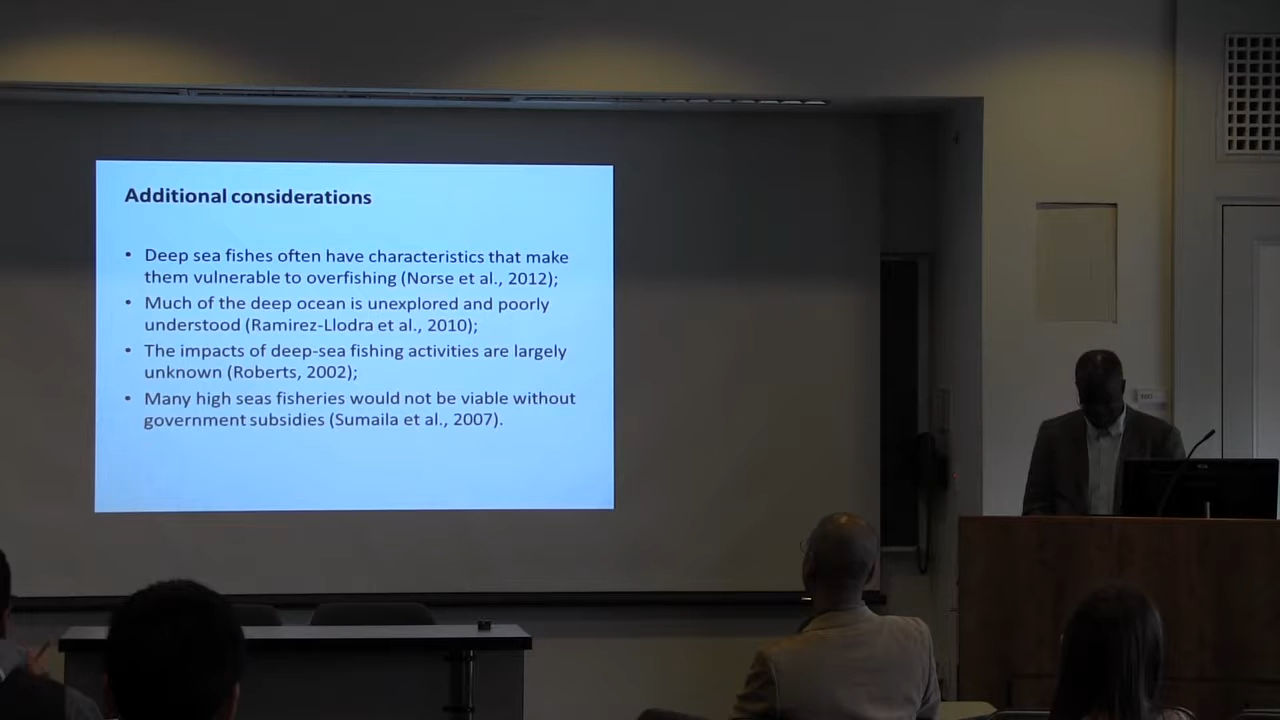 Additional considerations
• Deep sea fishes often have characteristics that make
them vulnerable to overfishing (Norse et al., 2012);
• Much of the deep ocean is unexplored and poorly
understood (Ramirez-Llodra et al., 2010);
• The impacts of deep-sea fishing activities are largely
unknown (Roberts, 2002);
• Many high seas fisheries would not be viable without
government subsidies (Sumaila et al., 2007).